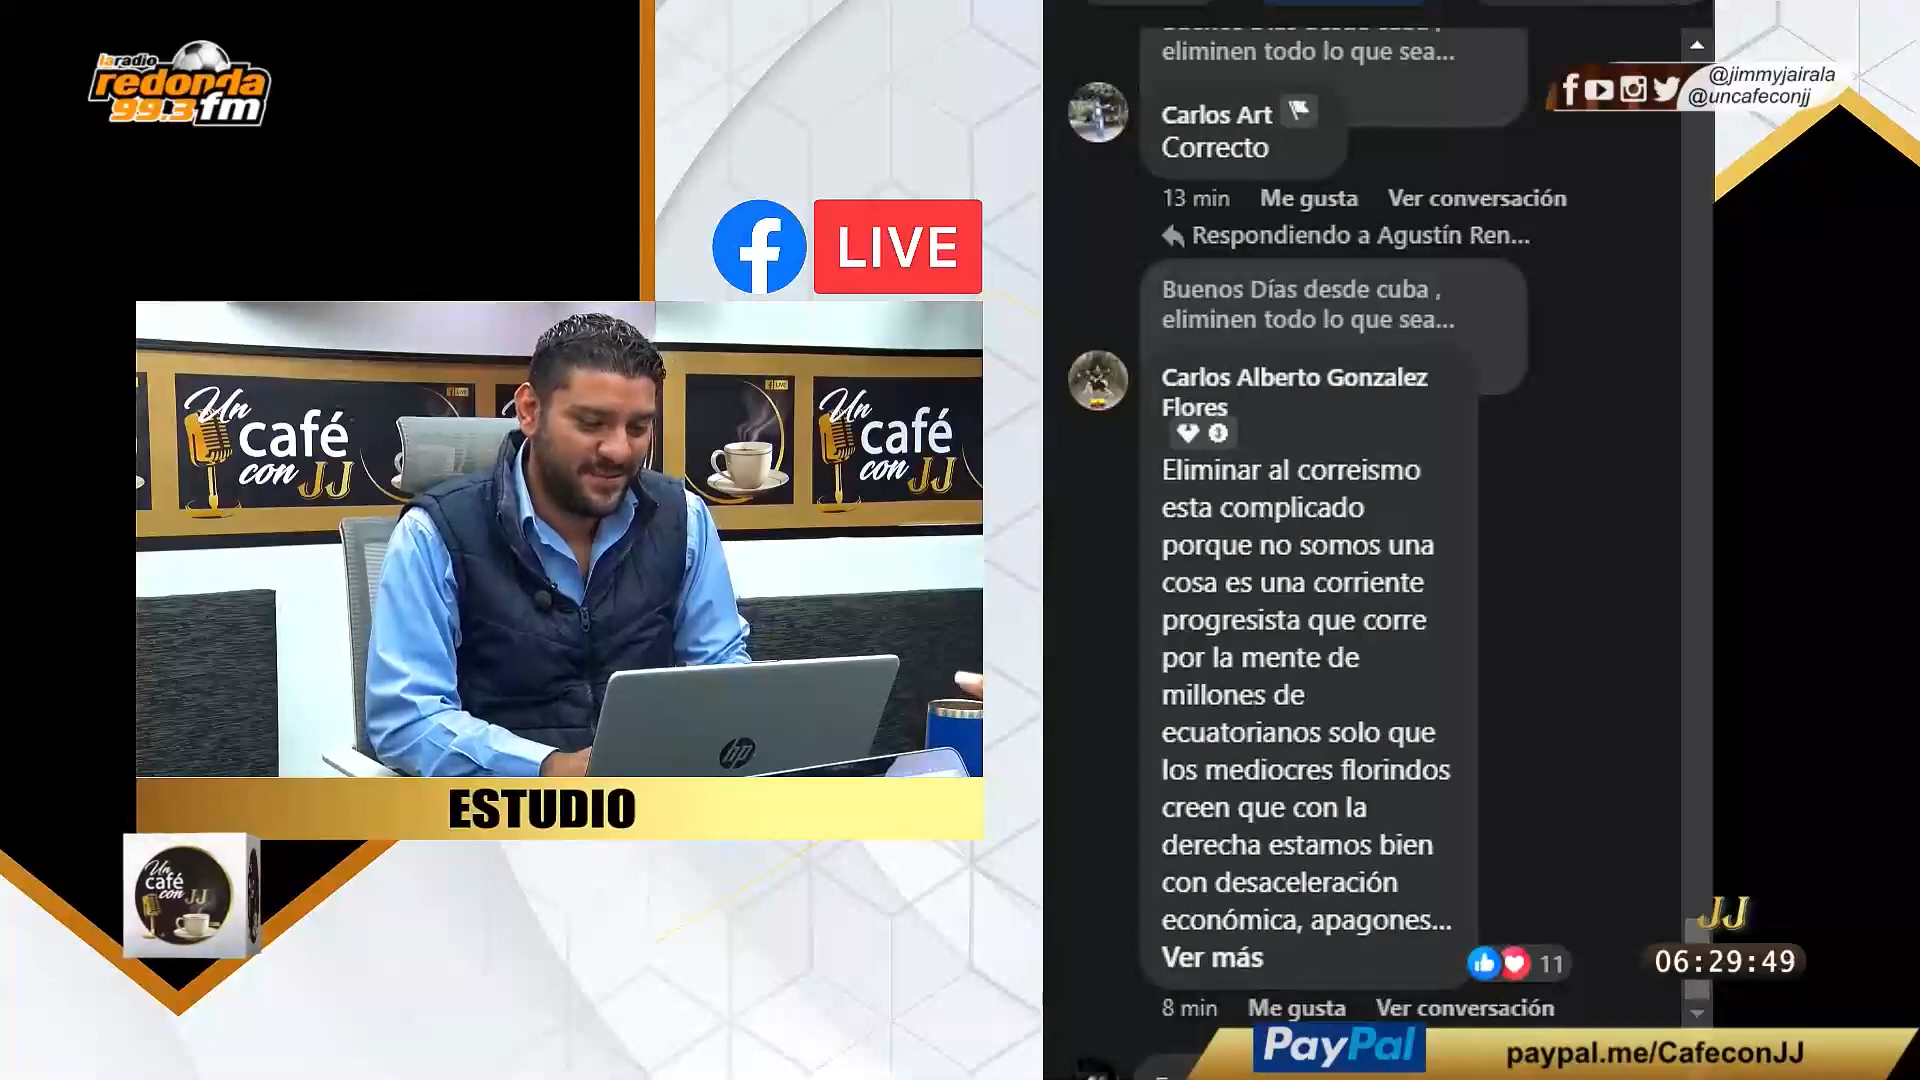 laradio
redonda
99.3fm
LIVE
Un
café
con JJ
LIVE
LIVE
Un
café
con JJ
hp
ESTUDIO
Un
café
con JJ
eliminen todo lo que sea...
Carlos Art
Correcto
13 min Me gusta Ver conversación
Respondiendo a Agustín Ren...
Buenos Días desde cuba ,
eliminen todo lo que sea...
Carlos Alberto Gonzalez
Flores
Eliminar al correismo
esta complicado
porque no somos una
cosa es una corriente
progresista que corre
por la mente de
millones de
ecuatorianos solo que
los mediocres florindos
creen que con la
derecha estamos bien
con desaceleración
económica, apagones...
Ver más
11
8 min Me gusta Ver conversación
@jimmyjairala
@uncafeconjj
JJ
06:29:49
PayPal
paypal.me/CafeconJJ